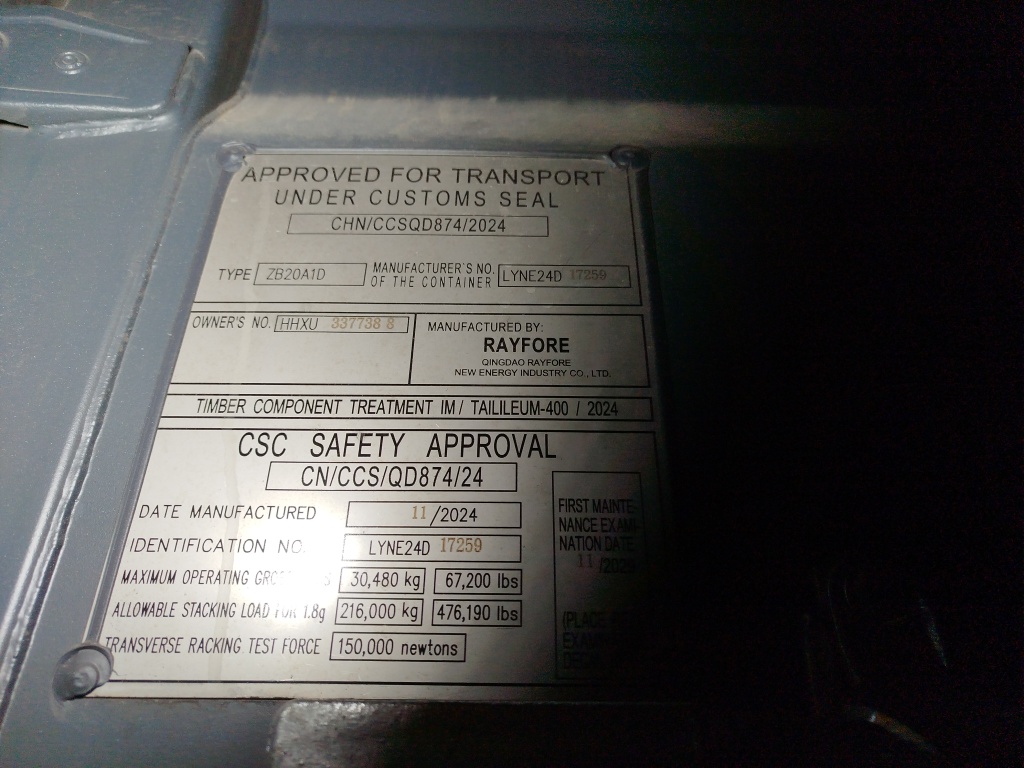 APPROVED FOR TRANSPORT
UNDER CUSTOMS SEAL
CHN/CCSQD874/2024
TYPE ZB20A1D MANUFACTURER'S NO. OF THE CONTAINER LYNE24D 17259
OWNER'S NO. HHXU 337738 8
MANUFACTURED BY:
RAYFORE
QINGDAO RAYFORE
NEW ENERGY INDUSTRY CO., LTD.
TIMBER COMPONENT TREATMENT IM / TAILILEUM-400 / 2024
CSC SAFETY APPROVAL
CN/CCS/QD874/24
DATE MANUFACTURED 11/2024
IDENTIFICATION NO. LYNE24D 17259
MAXIMUM OPERATING 30,480 kg 67,200 lbs
ALLOWABLE STACKING LOAD FOR 1.8g 216,000 kg 476,190 lbs
TRANSVERSE RACKING TEST FORCE 150,000 newtons
FIRST MAINTE-
NANCE EXAMI
NATION DATE
11
(PLACE